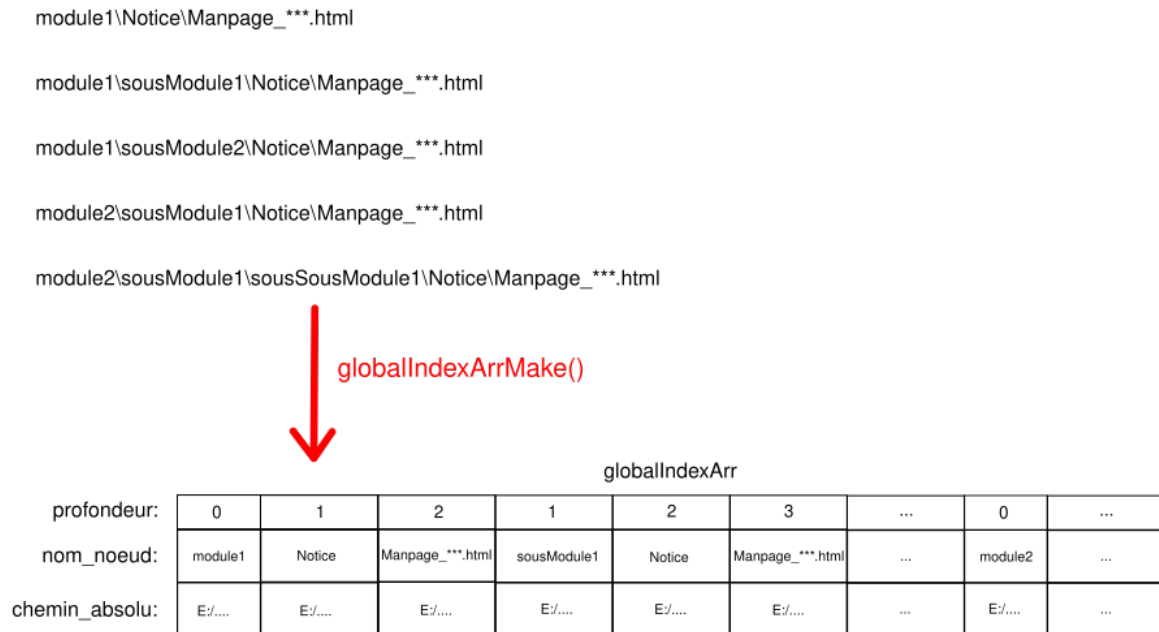 module1\Notice\Manpage_***.html
module1\sousModule1\Notice\Manpage_***.html
module1\sousModule2\Notice\Manpage_***.html
module2\sousModule1\Notice\Manpage_***.html
module2\sousModule1\sousSousModule1\Notice\Manpage_***.html
globalIndexArrMake()
globalIndexArr
profondeur: 0 1 2 1 2 3 ... 0 ...
nom_noeud: module1 Notice Manpage_***.html sousModule1 Notice Manpage_***.html ... module2 ...
chemin_absolu: E:/.... E:/.... E:/.... E:/.... E:/.... E:/.... ... E:/.... ...